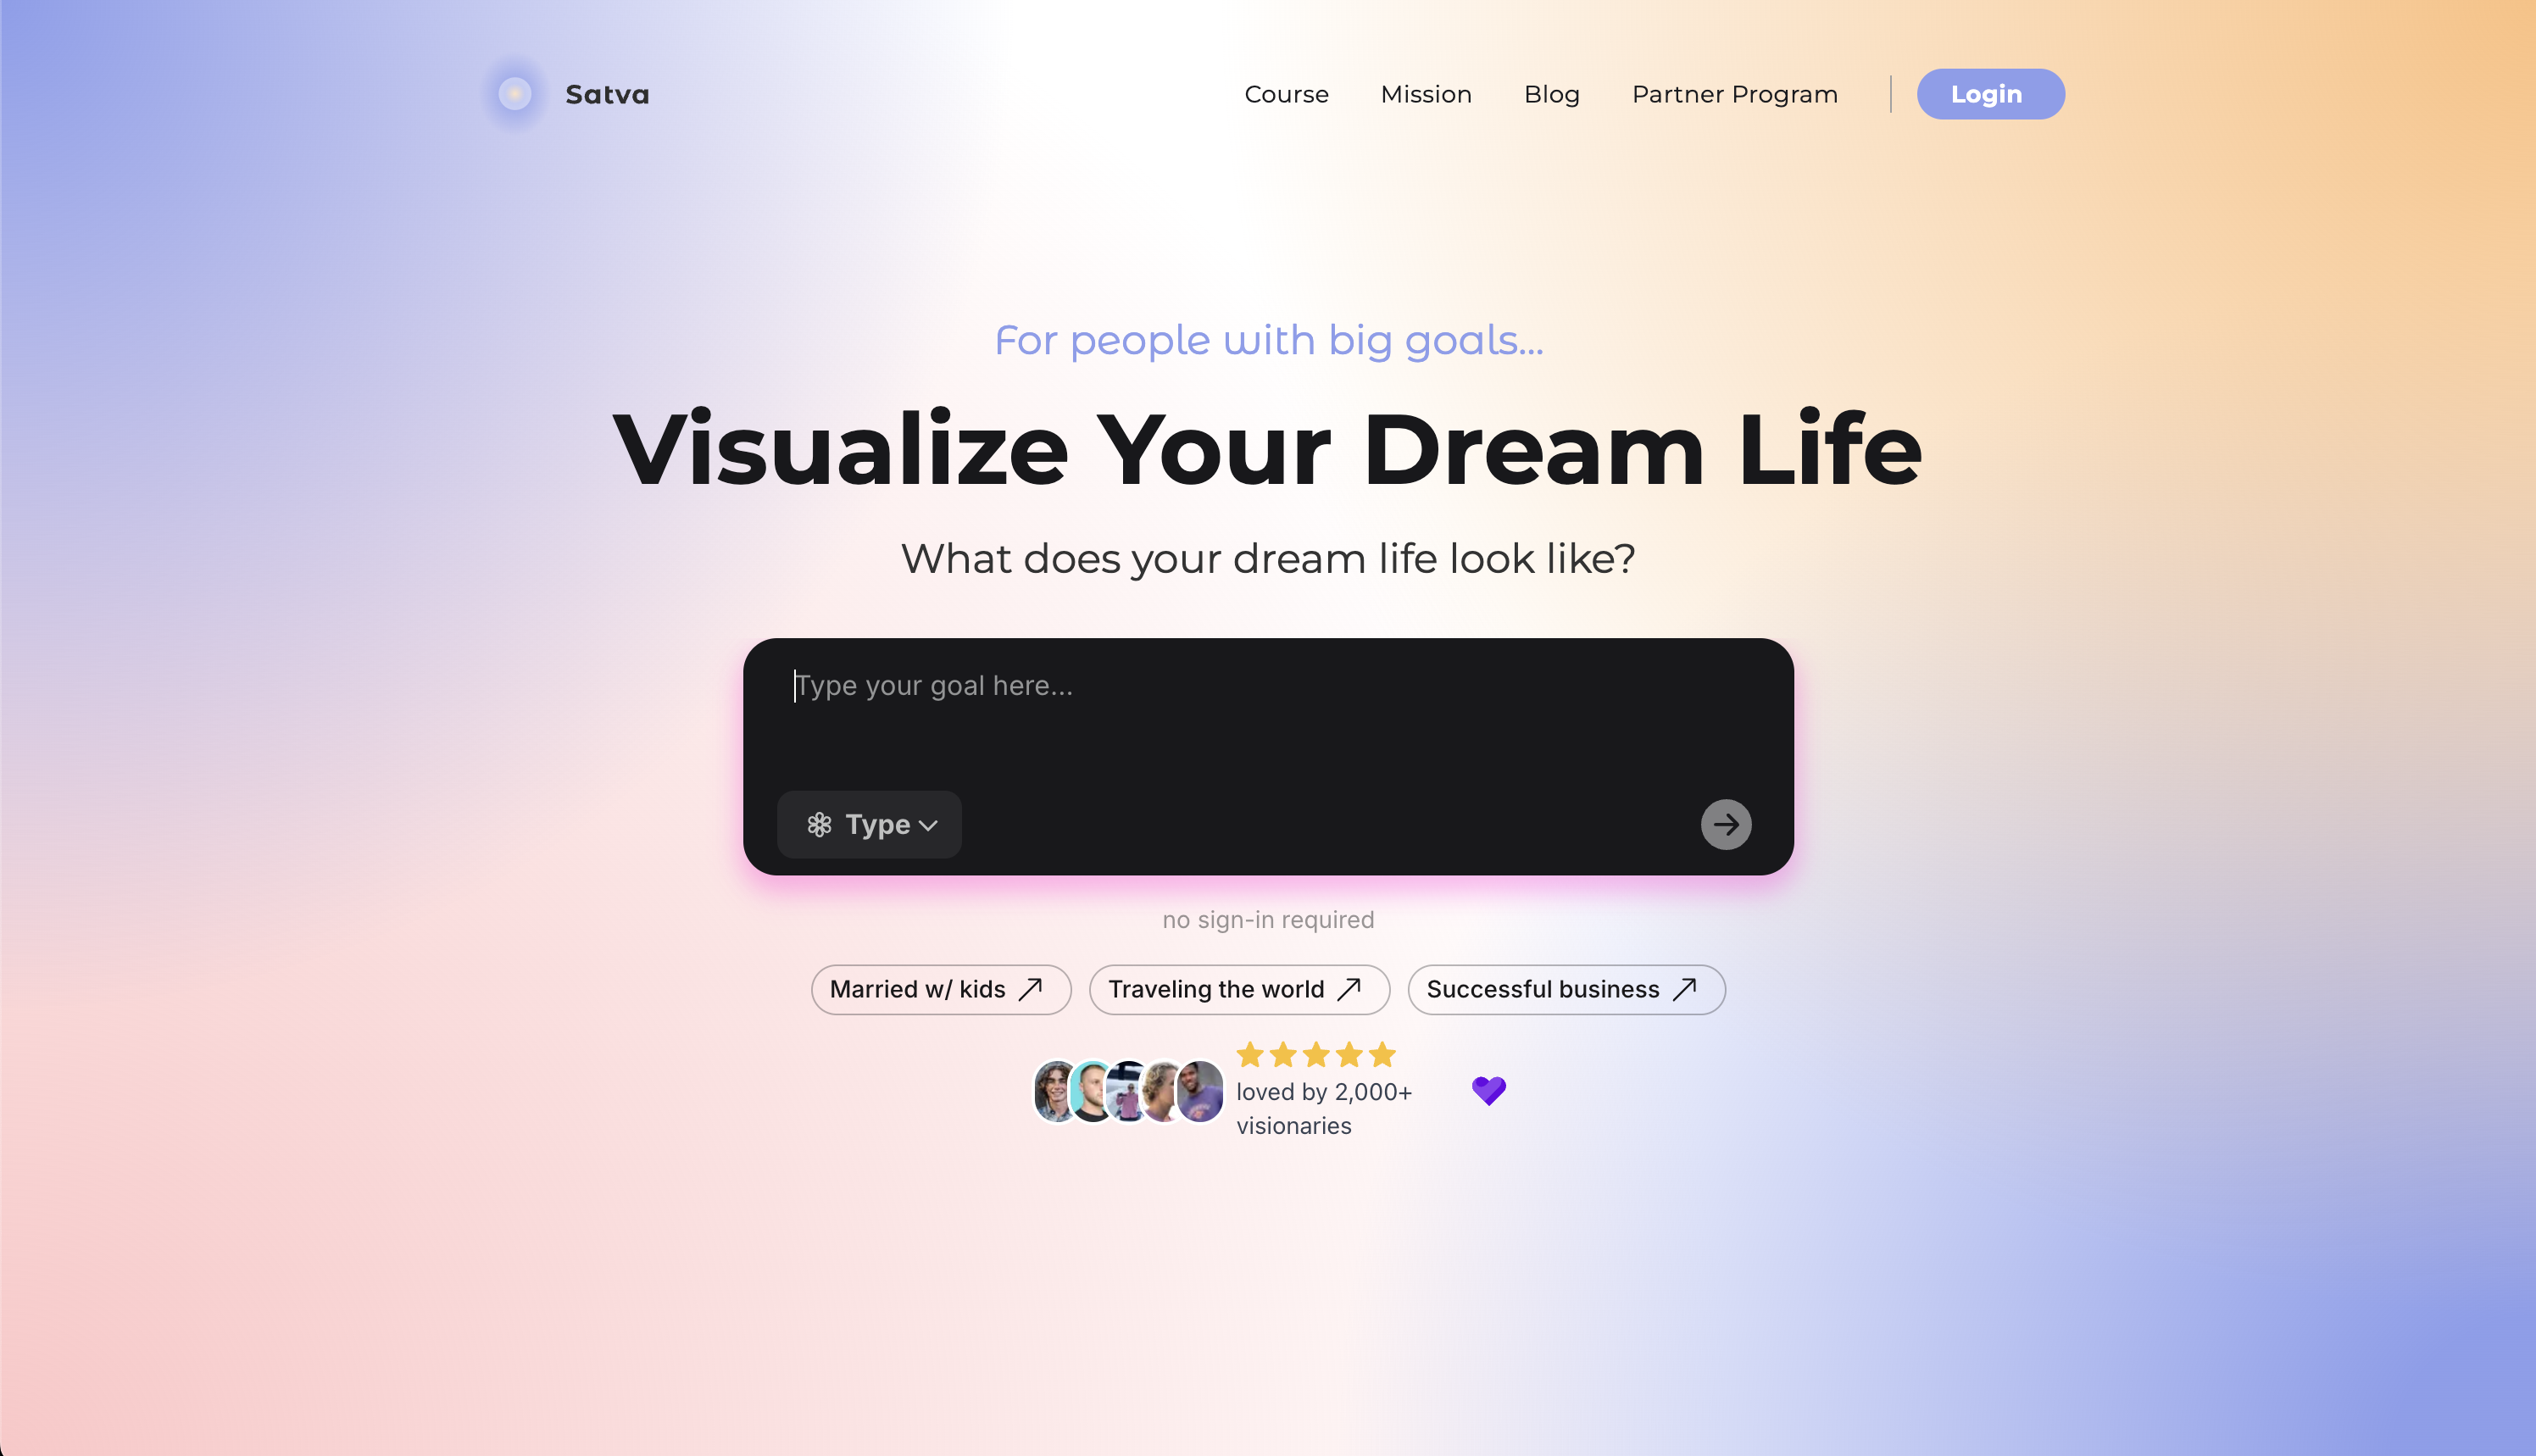 Satva
Course
Mission
Blog
Partner Program
Login
For people with big goals...
Visualize Your Dream Life
What does your dream life look like?
Type your goal here...
Type
no sign-in required
Married w/ kids
Traveling the world
Successful business
loved by 2,000+
visionaries